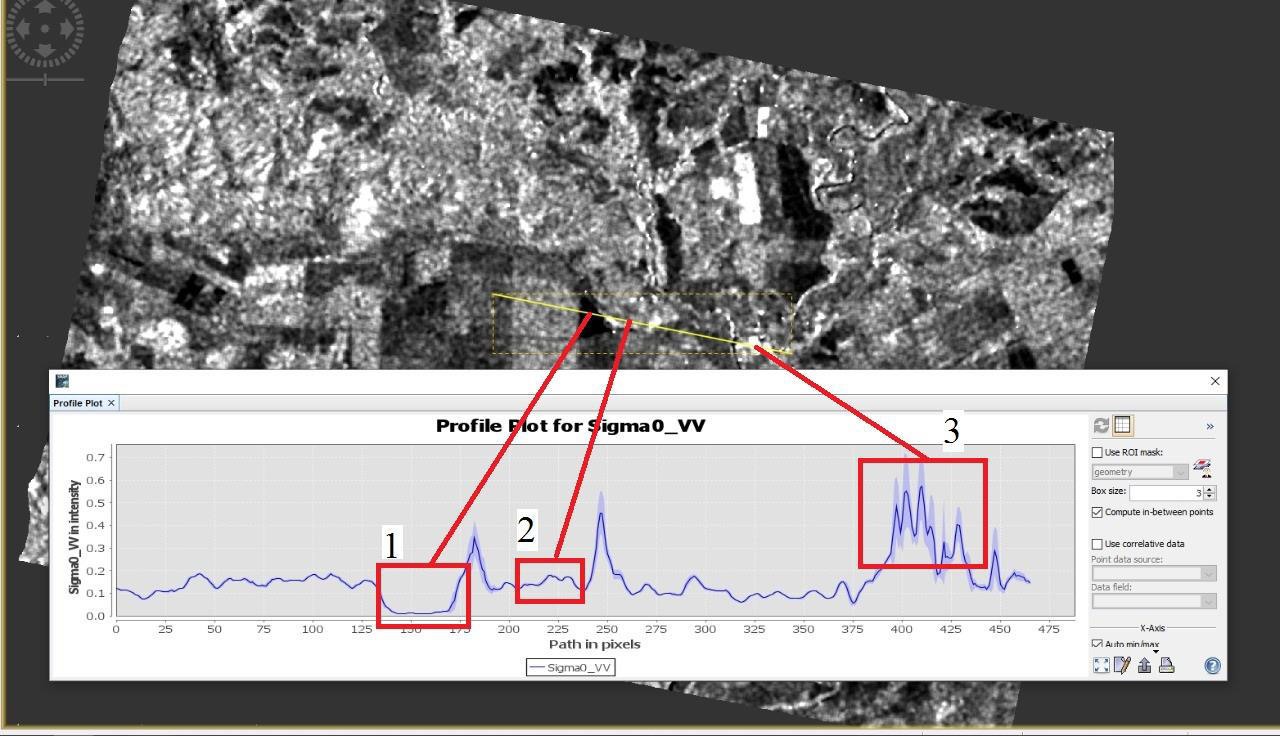 Profile Plot
Profile Plot for Sigma0_VV
3
1
2
Sigma0_VV in intensity
0.7
0.6
0.5
0.4
0.3
0.2
0.1
0.0
0 25 50 75 100 125 150 175 200 225 250 275 300 325 350 375 400 425 450 475
Path in pixels
Sigma0_VV
»
Use ROI mask:
geometry
Box size: 3
Compute in-between points
Use correlative data
Point data source:
Data field:
X-Axis
Auto min/max